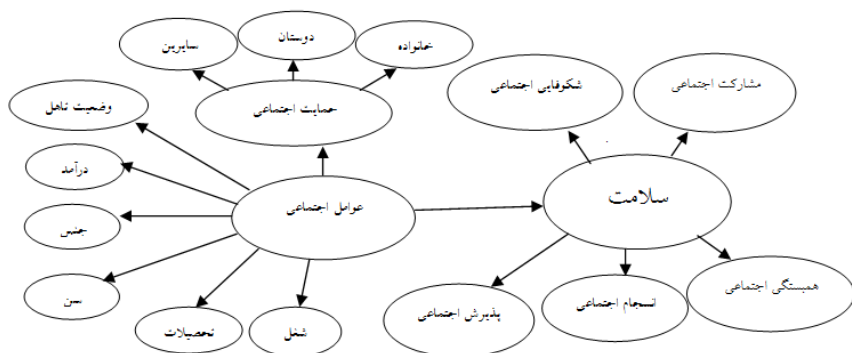 خانواده
دوستان
سایرین
حمایت اجتماعی
وضعیت تاهل
درآمد
جنس
سن
تحصیلات
شغل
عوامل اجتماعی
سلامت
مشارکت اجتماعی
شکوفایی اجتماعی
همبستگی اجتماعی
انسجام اجتماعی
پذیرش اجتماعی